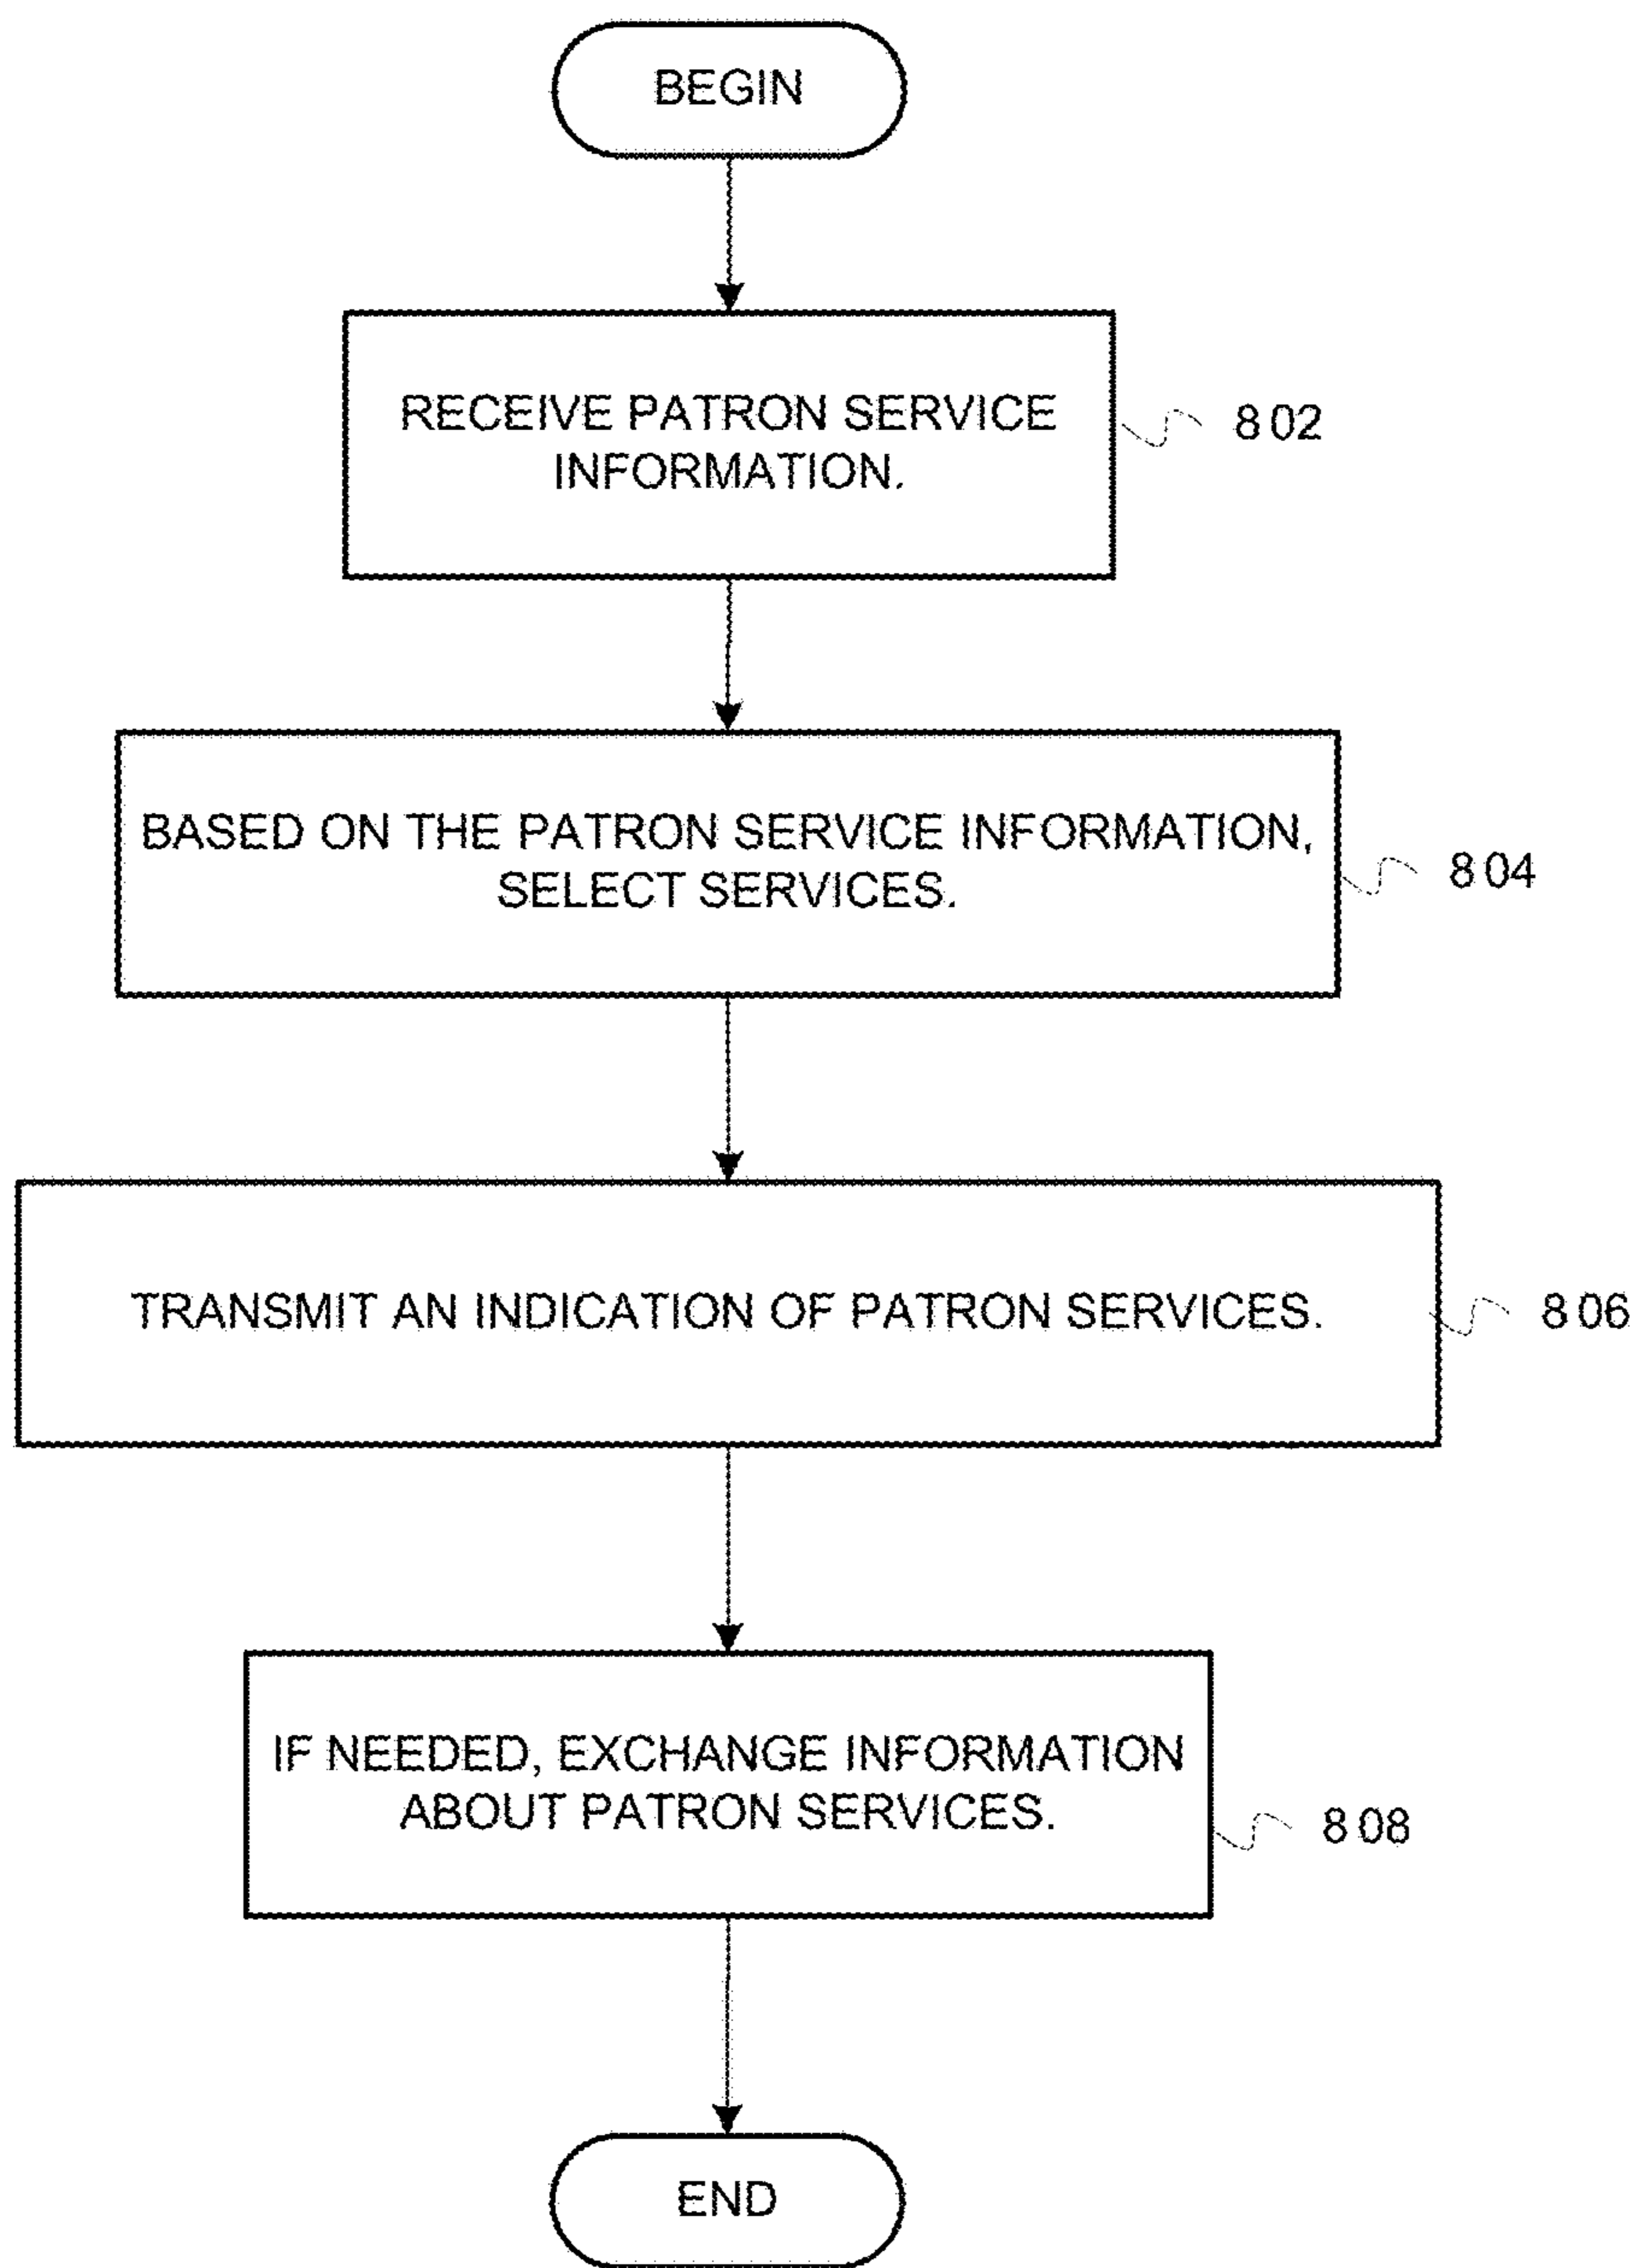 BEGIN
RECEIVE PATRON SERVICE
INFORMATION.
802
BASED ON THE PATRON SERVICE INFORMATION,
SELECT SERVICES.
804
TRANSMIT AN INDICATION OF PATRON SERVICES.
806
IF NEEDED, EXCHANGE INFORMATION
ABOUT PATRON SERVICES.
808
END